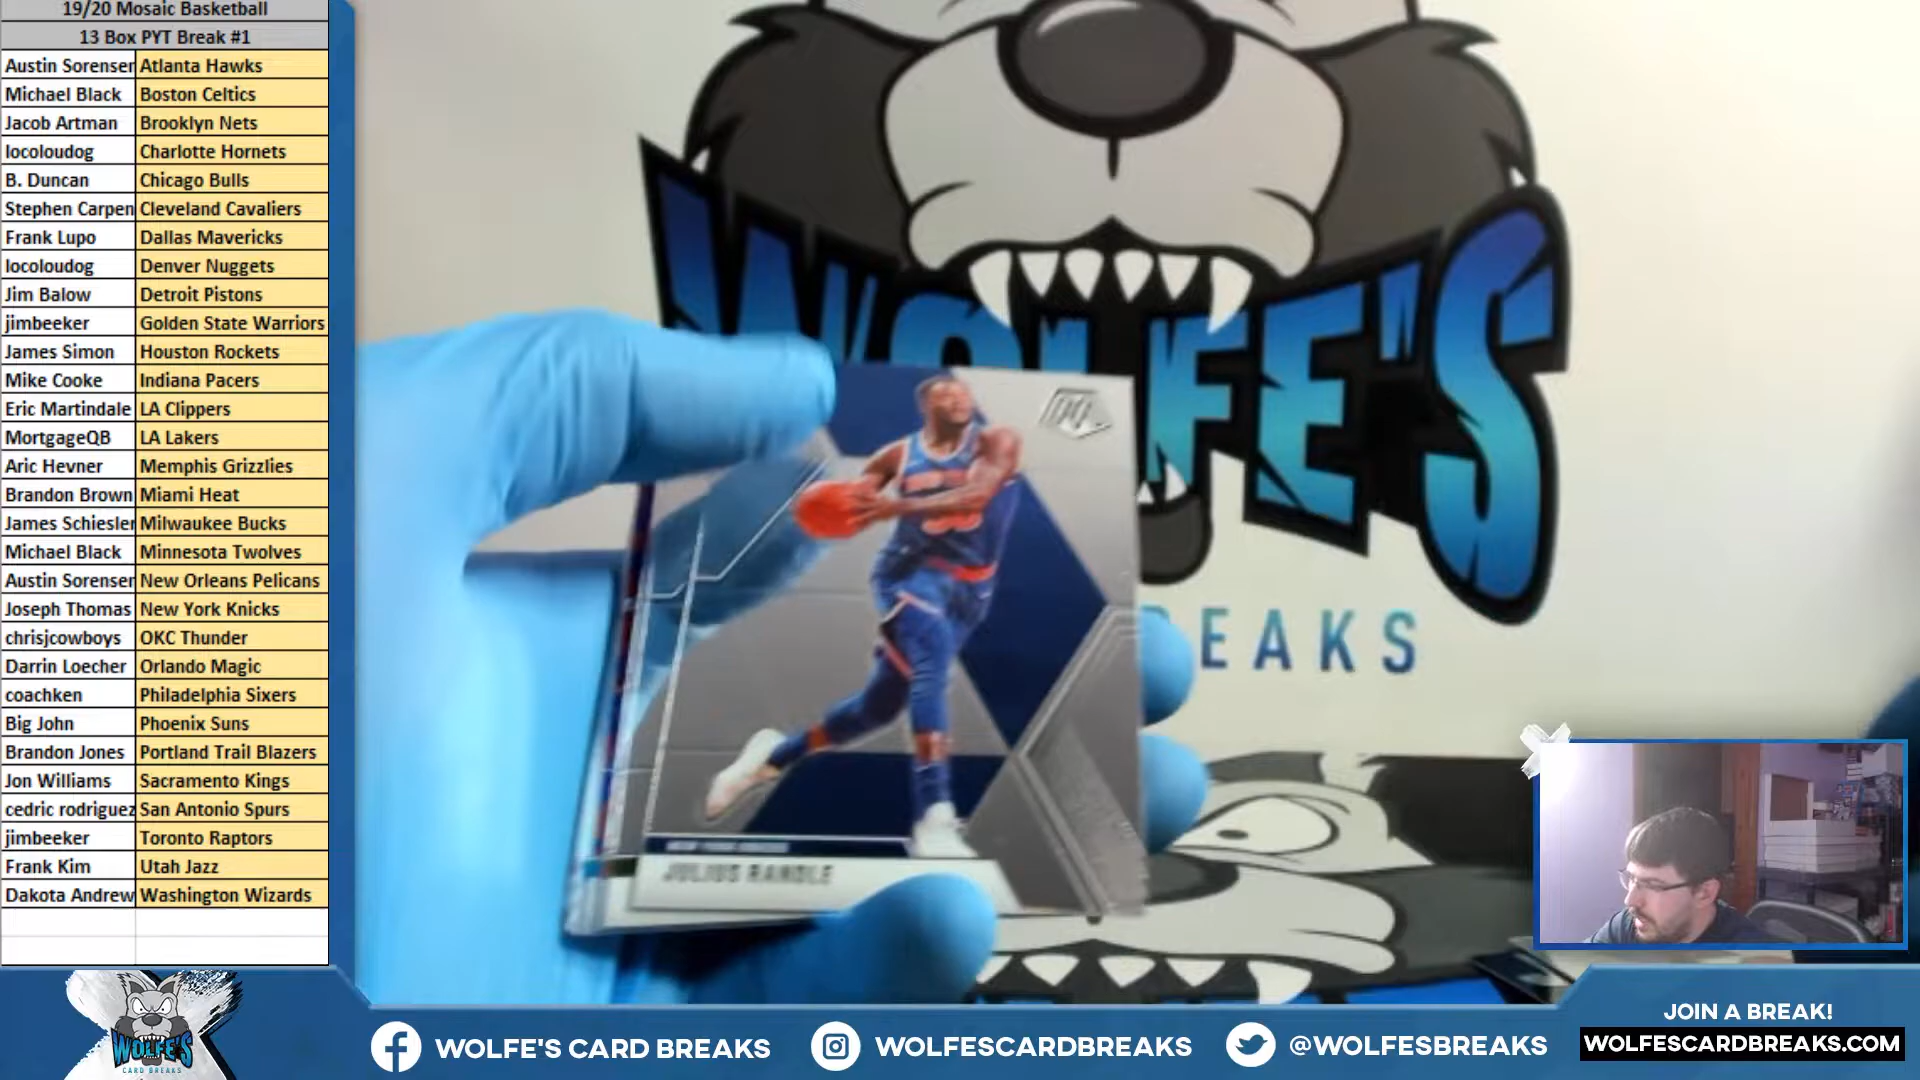 19/20 Mosaic Basketball
13 Box PYT Break #1
Austin Sorenser Atlanta Hawks
Michael Black Boston Celtics
Jacob Artman Brooklyn Nets
locoloudog Charlotte Hornets
B. Duncan Chicago Bulls
Stephen Carpen Cleveland Cavaliers
Frank Lupo Dallas Mavericks
locoloudog Denver Nuggets
Jim Balow Detroit Pistons
jimbeeker Golden State Warriors
James Simon Houston Rockets
Mike Cooke Indiana Pacers
Eric Martindale LA Clippers
MortgageQB LA Lakers
Aric Hevner Memphis Grizzlies
Brandon Brown Miami Heat
James Schiesler Milwaukee Bucks
Michael Black Minnesota Twolves
Austin Sorenser New Orleans Pelicans
Joseph Thomas New York Knicks
chrisjcowboys OKC Thunder
Darrin Loecher Orlando Magic
coachken Philadelphia Sixers
Big John Phoenix Suns
Brandon Jones Portland Trail Blazers
Jon Williams Sacramento Kings
cedric rodriguez San Antonio Spurs
jimbeeker Toronto Raptors
Frank Kim Utah Jazz
Dakota Andrew Washington Wizards
WOLFE'S
EAKS
JULIUS RANDLE
WOLFE'S
CARD BREAKS
WOLFE'S CARD BREAKS
WOLFESCARDBREAKS
@WOLFESBREAKS
JOIN A BREAK!
WOLFESCARDBREAKS.COM